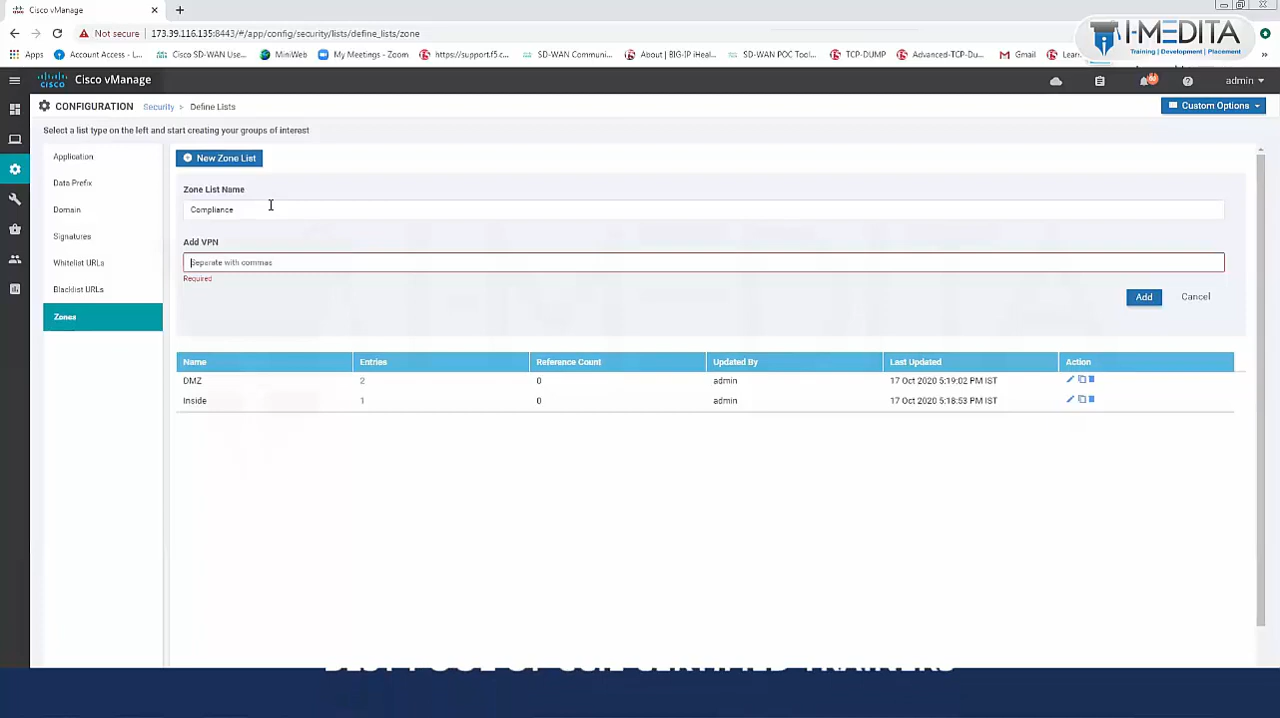 Cisco vManage
Not secure 173.39.116.135:8443/#/app/config/security/lists/define_lists/zone
I-MEDITA
Training | Development | Placement
Apps Account Access - I... Cisco SD-WAN Use... MiniWeb My Meetings - Zoom https://support.f5.c... SD-WAN Communi... About | BIG-IP iHeal... SD-WAN POC Tool... TCP-DUMP Advanced-TCP-Du... Gmail Lear
CISCO Cisco vManage admin
CONFIGURATION Security > Define Lists Custom Options
Select a list type on the left and start creating your groups of interest
Application
Data Prefix
Domain
Signatures
Whitelist URLs
Blacklist URLs
Zones
New Zone List
Zone List Name
Compliance
Add VPN
Separate with commas
Required
Add Cancel
Name Entries Reference Count Updated By Last Updated Action
DMZ 2 0 admin 17 Oct 2020 5:19:02 PM IST
Inside 1 0 admin 17 Oct 2020 5:18:53 PM IST